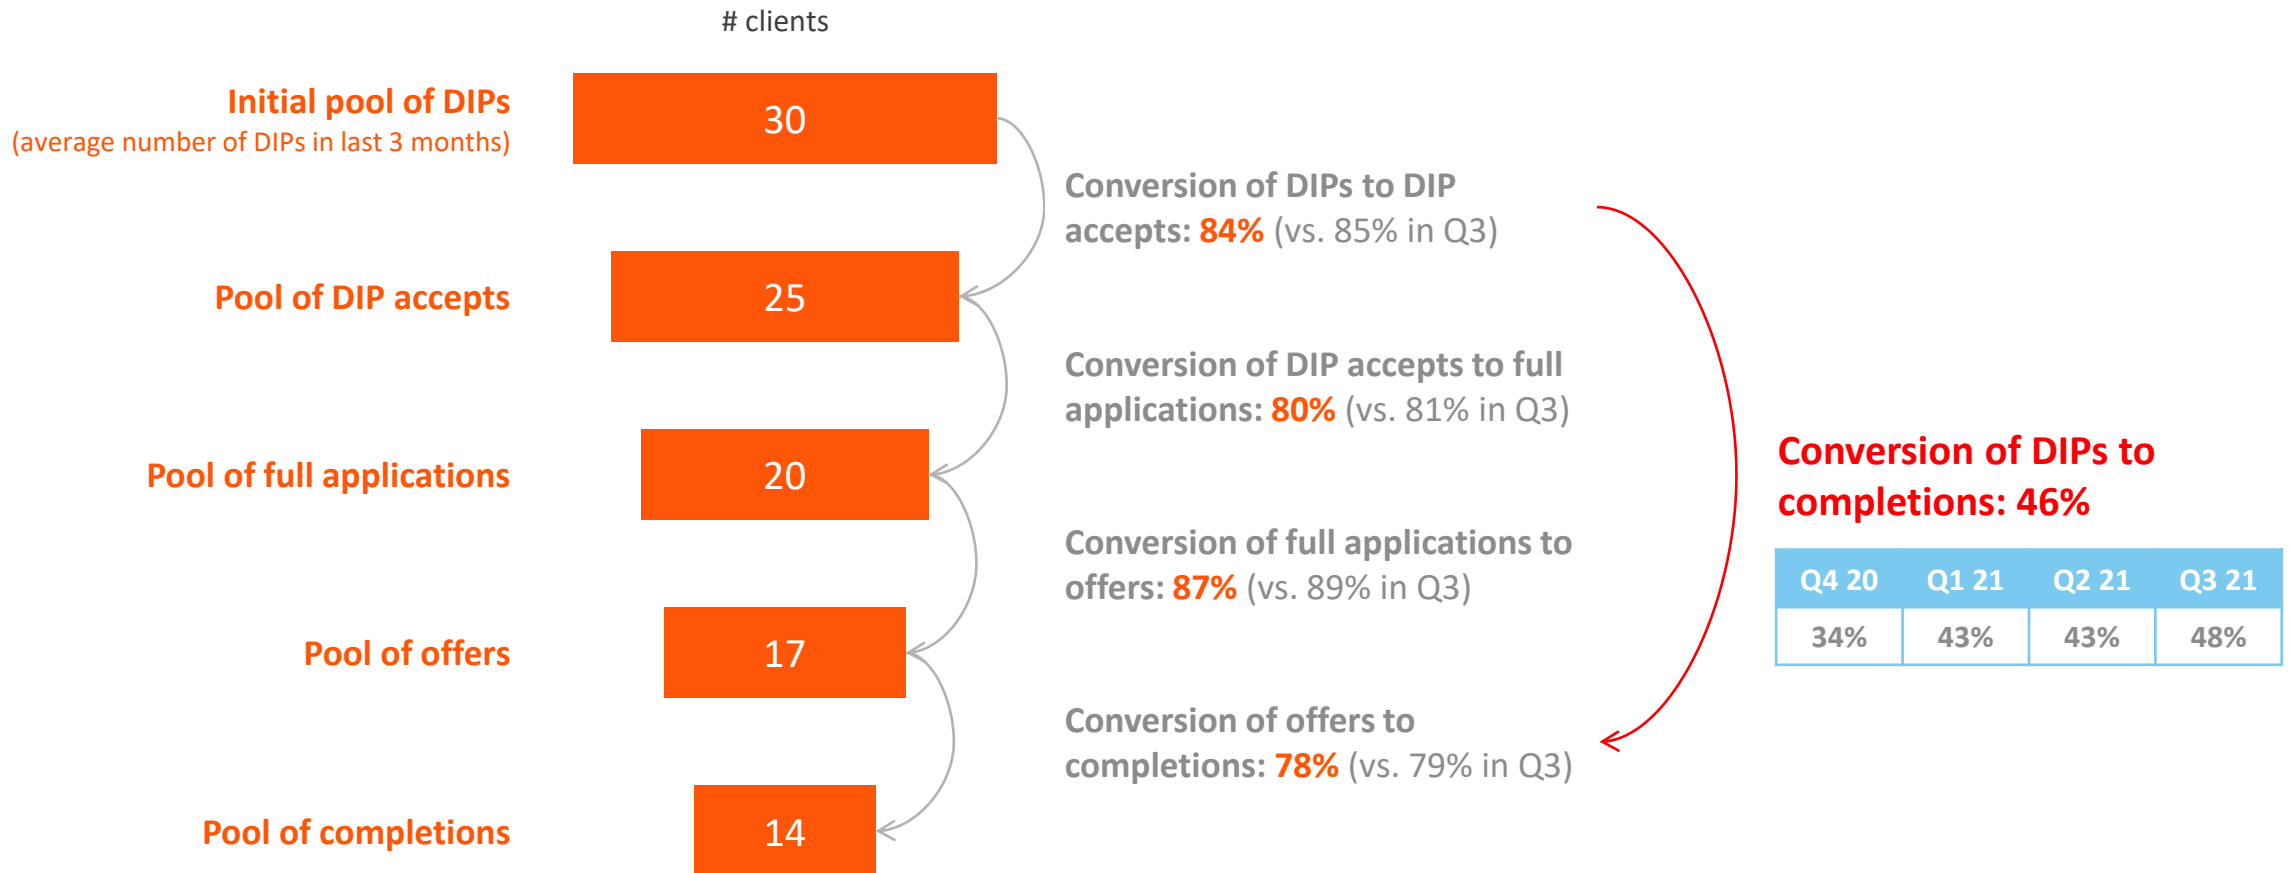 # clients
Initial pool of DIPs
(average number of DIPs in last 3 months)
30
Conversion of DIPs to DIP
accepts: 84% (vs. 85% in Q3)
Pool of DIP accepts
25
Conversion of DIP accepts to full
applications: 80% (vs. 81% in Q3)
Pool of full applications
20
Conversion of full applications to
offers: 87% (vs. 89% in Q3)
Pool of offers
17
Conversion of offers to
completions: 78% (vs. 79% in Q3)
Pool of completions
14
Conversion of DIPs to
completions: 46%
Q4 20 Q1 21 Q2 21 Q3 21
34% 43% 43% 48%